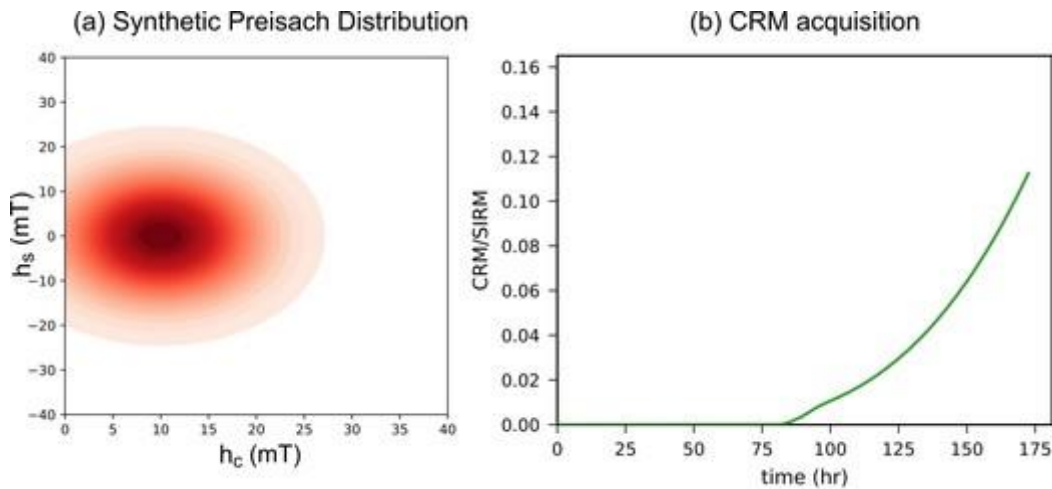 (a) Synthetic Preisach Distribution
(b) CRM acquisition
40
30
20
10
0
−10
−20
−30
−40
hs (mT)
0 5 10 15 20 25 30 35 40
hc (mT)
0.16
0.14
0.12
0.10
0.08
0.06
0.04
0.02
0.00
CRM/SIRM
0 25 50 75 100 125 150 175
time (hr)